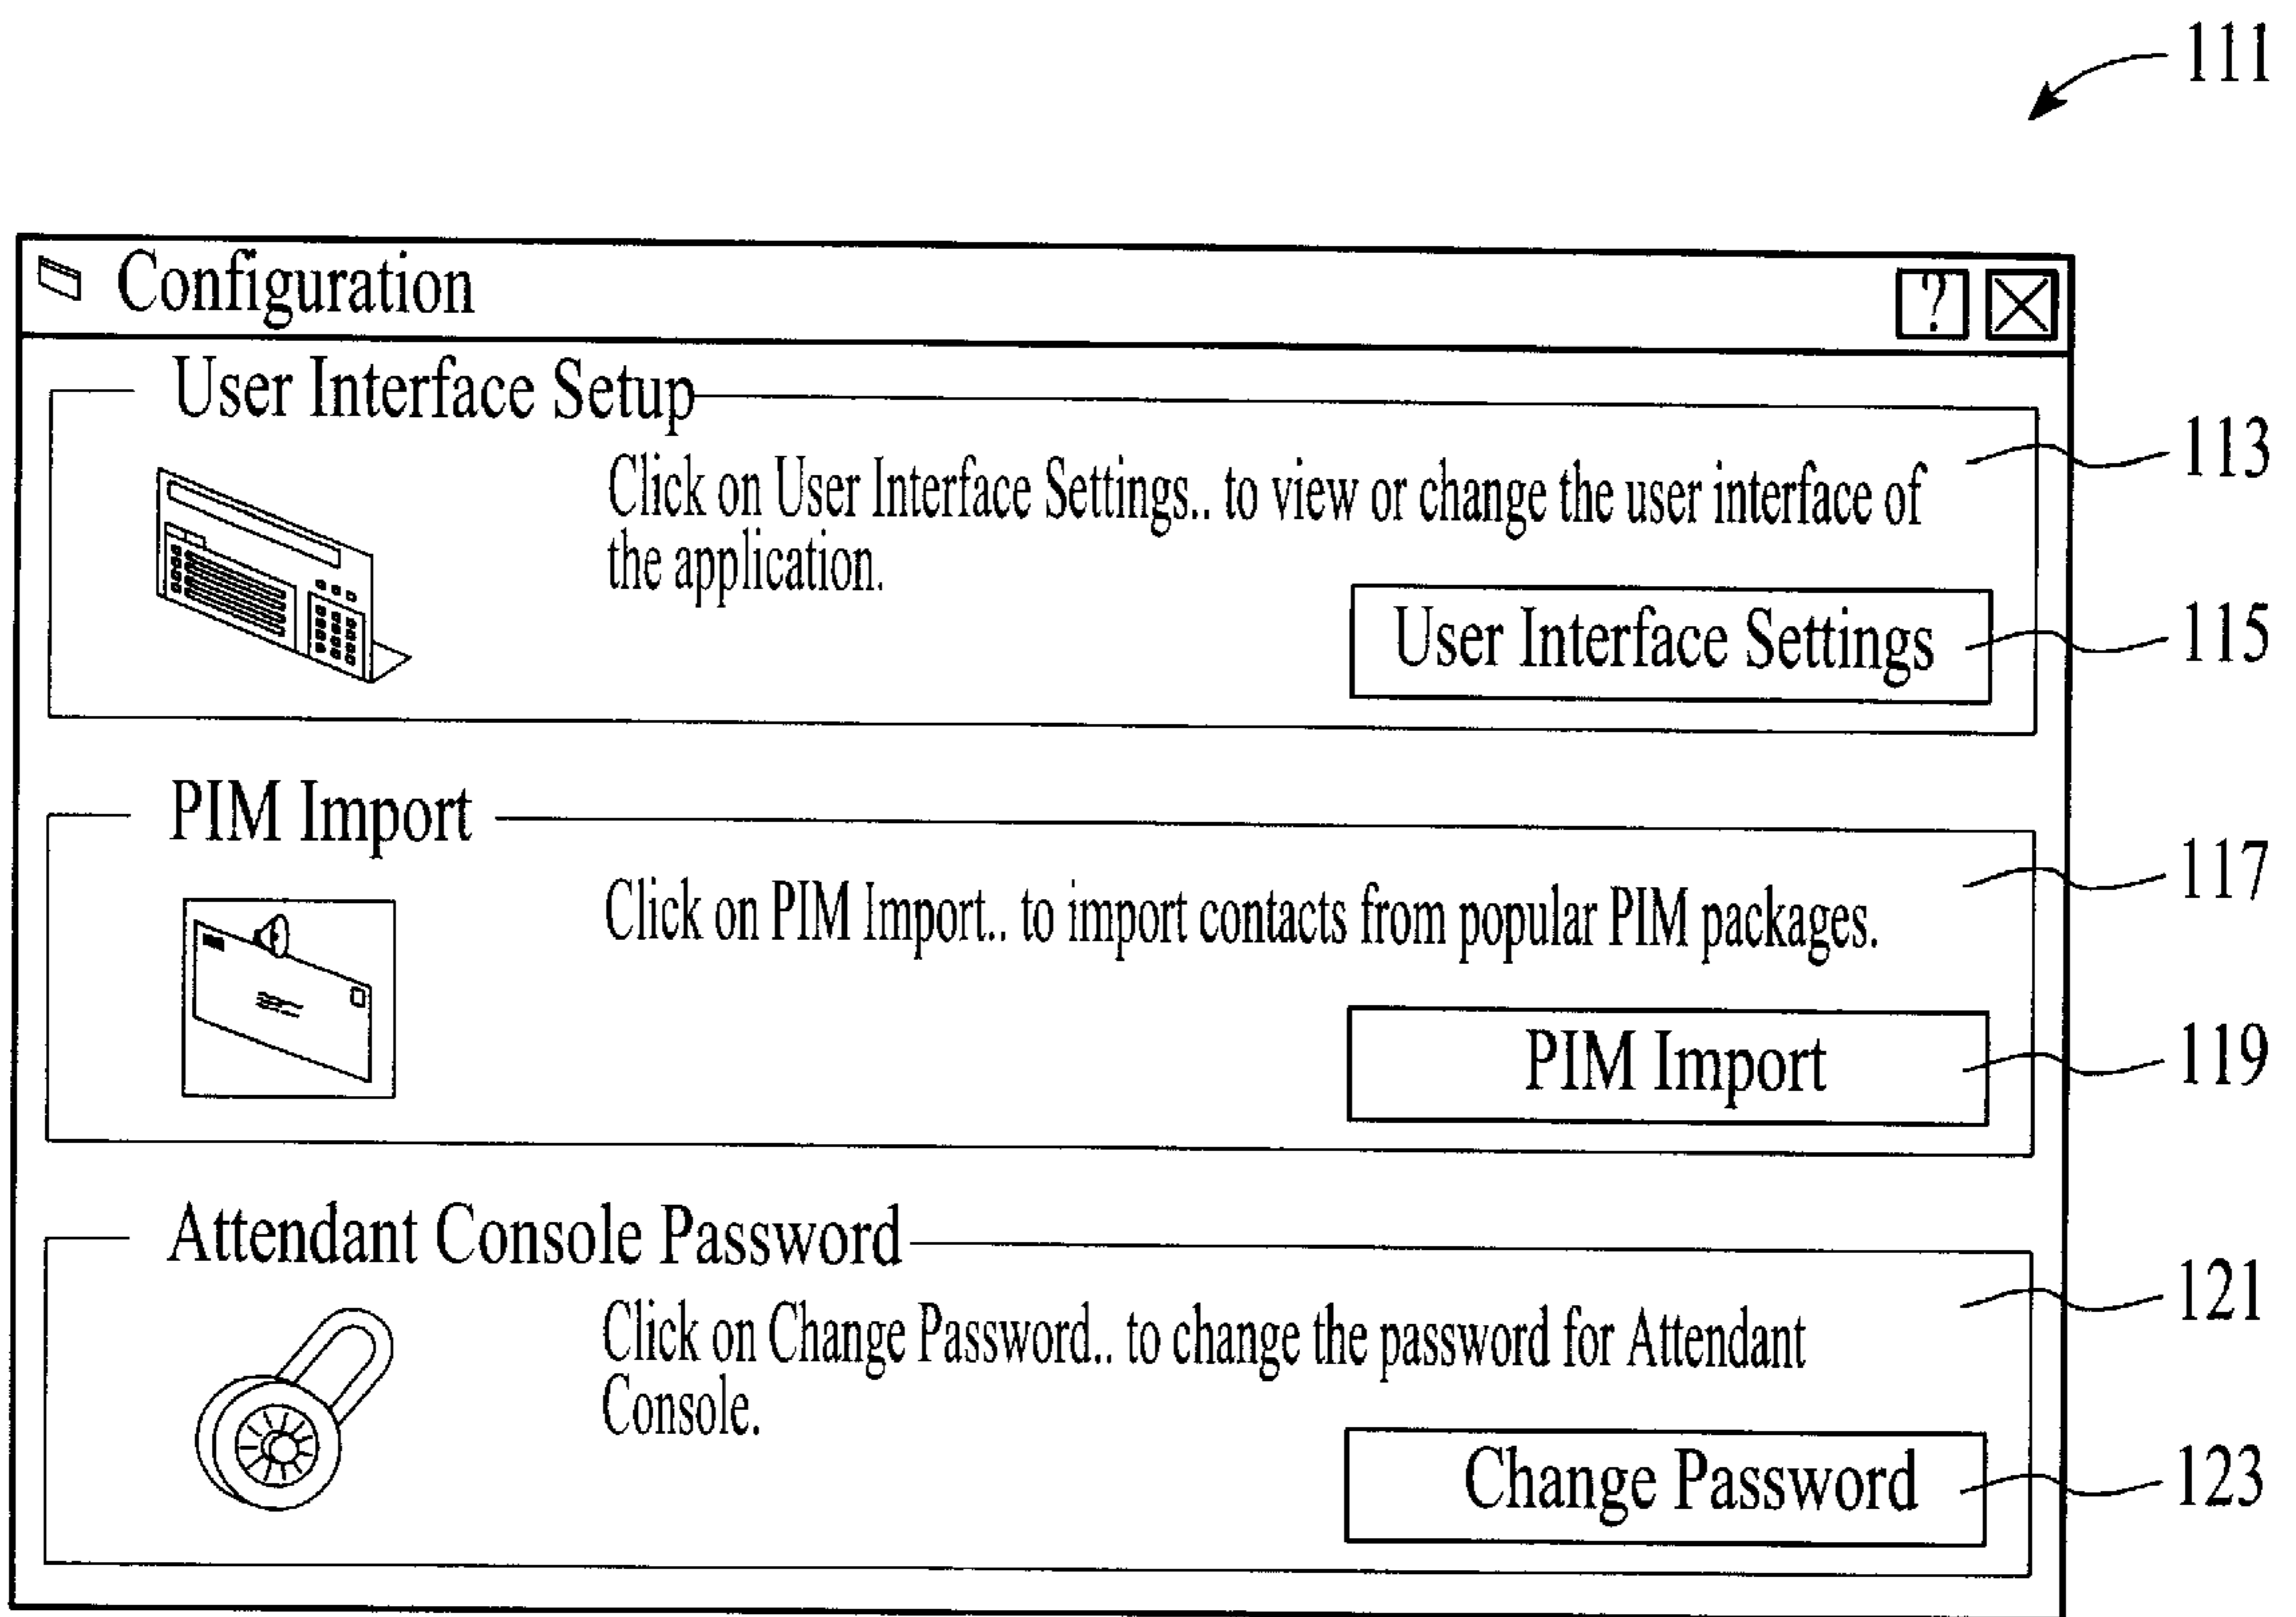 111
Configuration ?
User Interface Setup
Click on User Interface Settings.. to view or change the user interface of
113
the application.
User Interface Settings
115
PIM Import
Click on PIM Import.. to import contacts from popular PIM packages.
117
PIM Import
119
Attendant Console Password
Click on Change Password.. to change the password for Attendant
121
Console.
Change Password
123